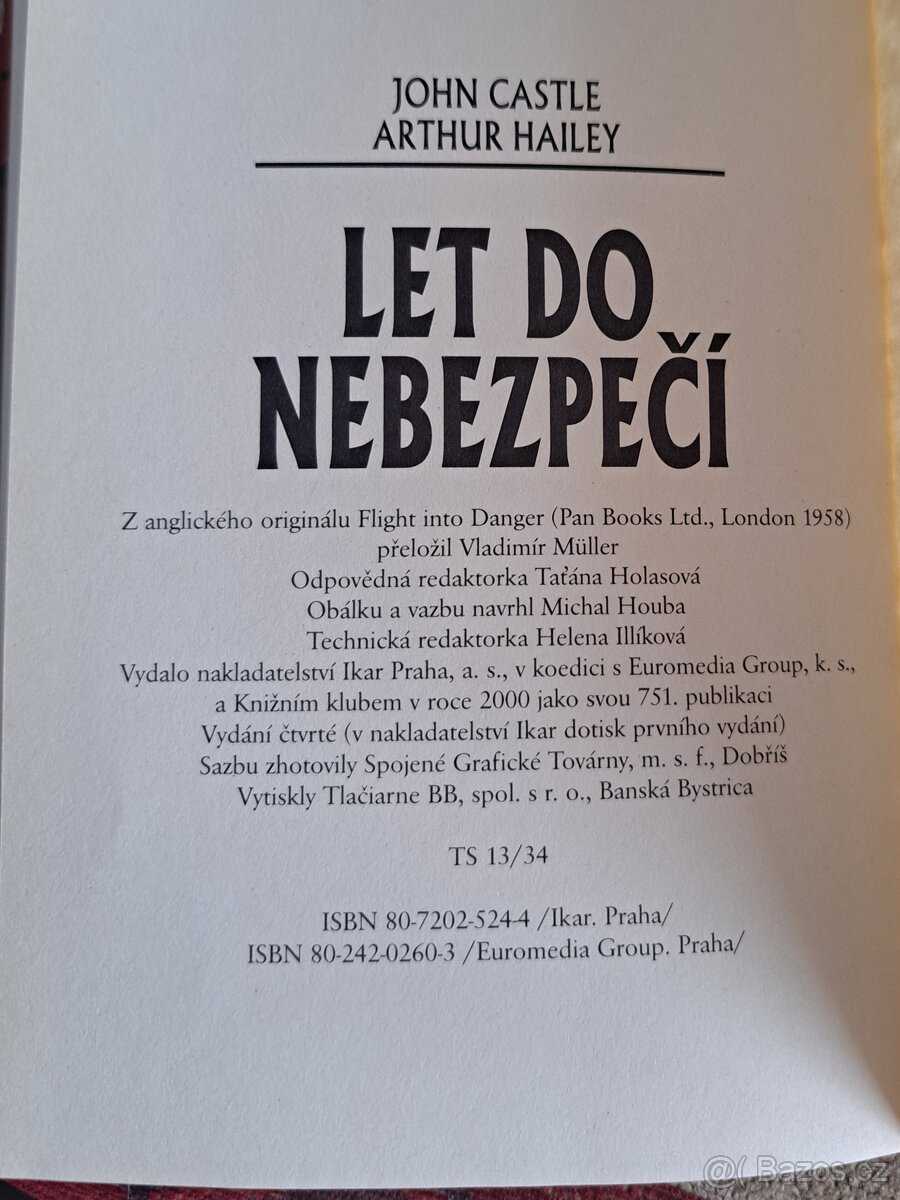 JOHN CASTLE
ARTHUR HAILEY
LET DO
NEBEZPEČÍ
Z anglického originálu Flight into Danger (Pan Books Ltd., London 1958)
přeložil Vladimír Müller
Odpovědná redaktorka Taťána Holasová
Obálku a vazbu navrhl Michal Houba
Technická redaktorka Helena Illíková
Vydalo nakladatelství Ikar Praha, a. s., v koedici s Euromedia Group, k. s.,
a Knižním klubem v roce 2000 jako svou 751. publikaci
Vydání čtvrté (v nakladatelství Ikar dotisk prvního vydání)
Sazbu zhotovily Spojené Grafické Továrny, m. s. f., Dobříš
Vytiskly Tlačiarne BB, spol. s r. o., Banská Bystrica
TS 13/34
ISBN 80-7202-524-4 /Ikar. Praha/
ISBN 80-242-0260-3 /Euromedia Group. Praha/
@( Bazos.cz